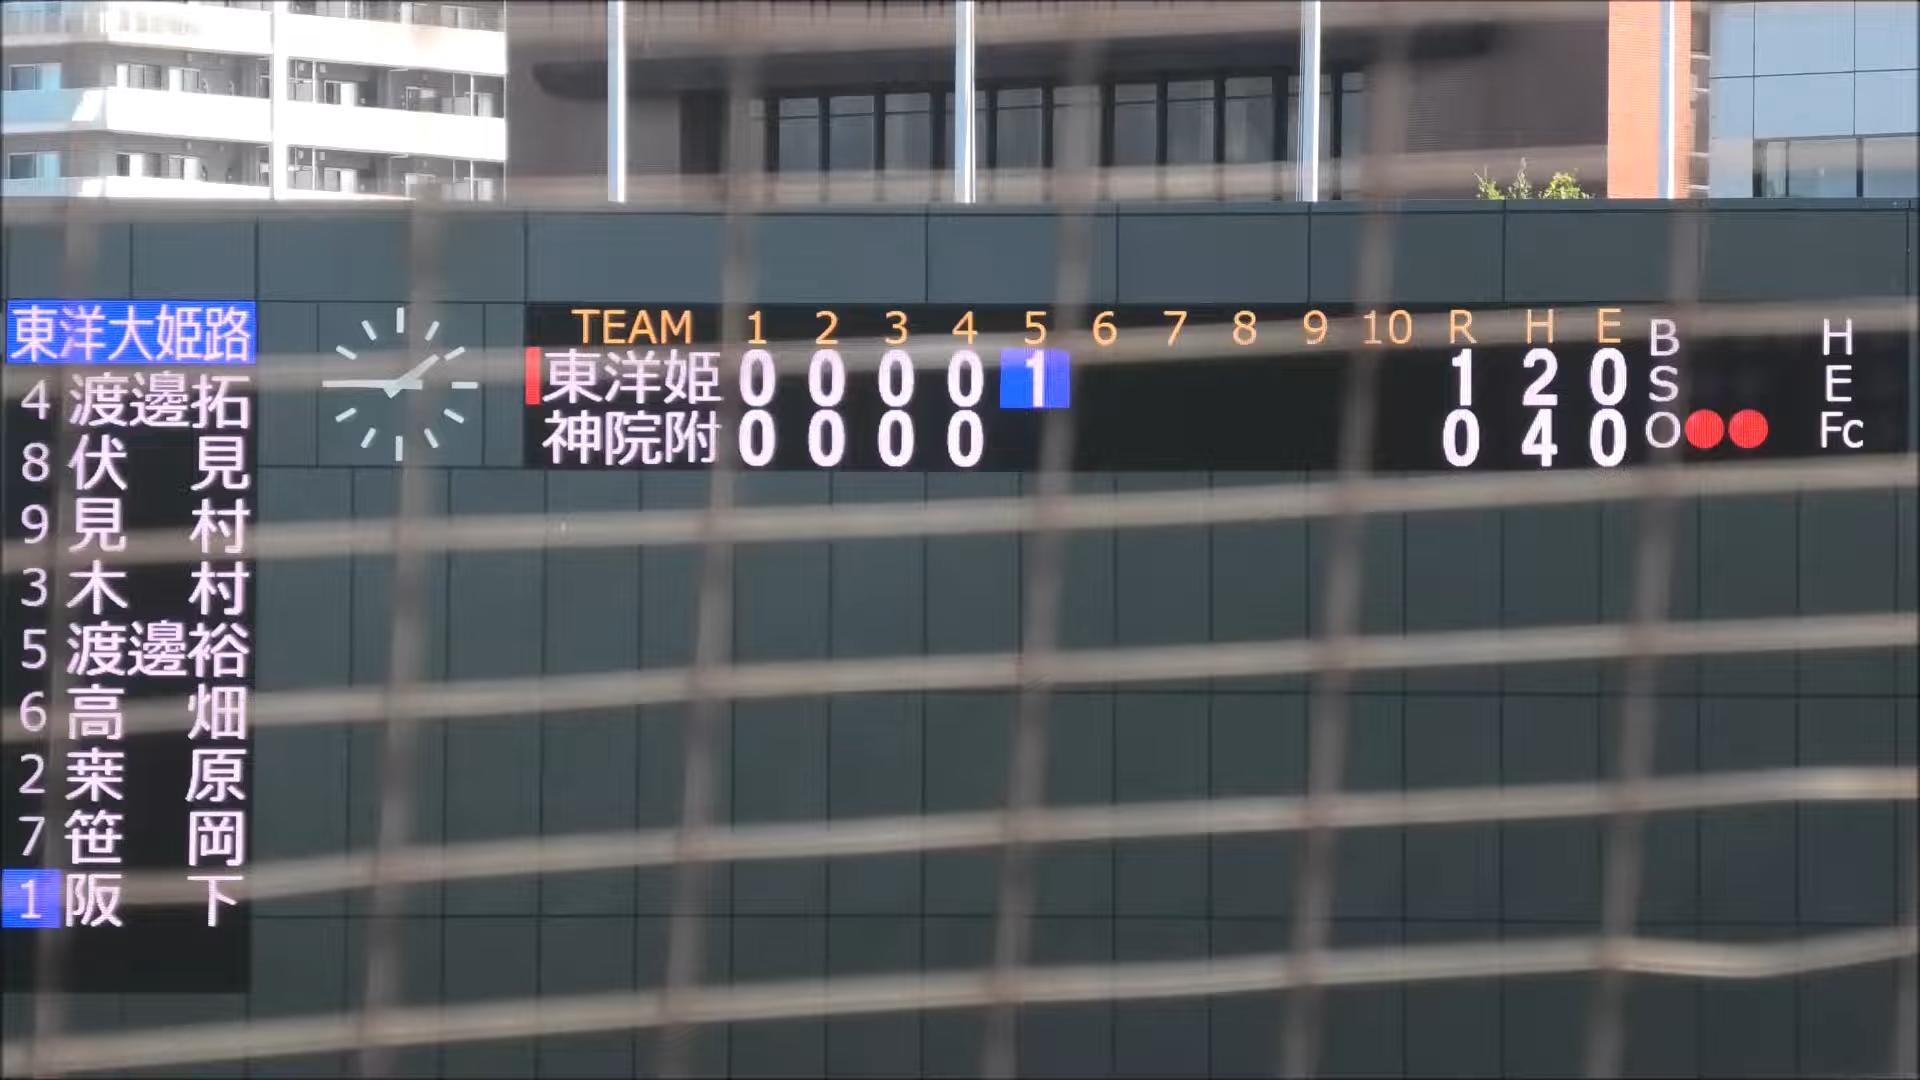 東洋大姫路
4 渡邊拓
8 伏見
9 見村
3 木村
5 渡邊裕
6 高畑
2 桒原
7 笹岡
1 阪下
TEAM 1 2 3 4 5 6 7 8 9 10 R H E
東洋姫 0 0 0 0 1 1 2 0
神院附 0 0 0 0 0 4 0
B H
S E
O Fc